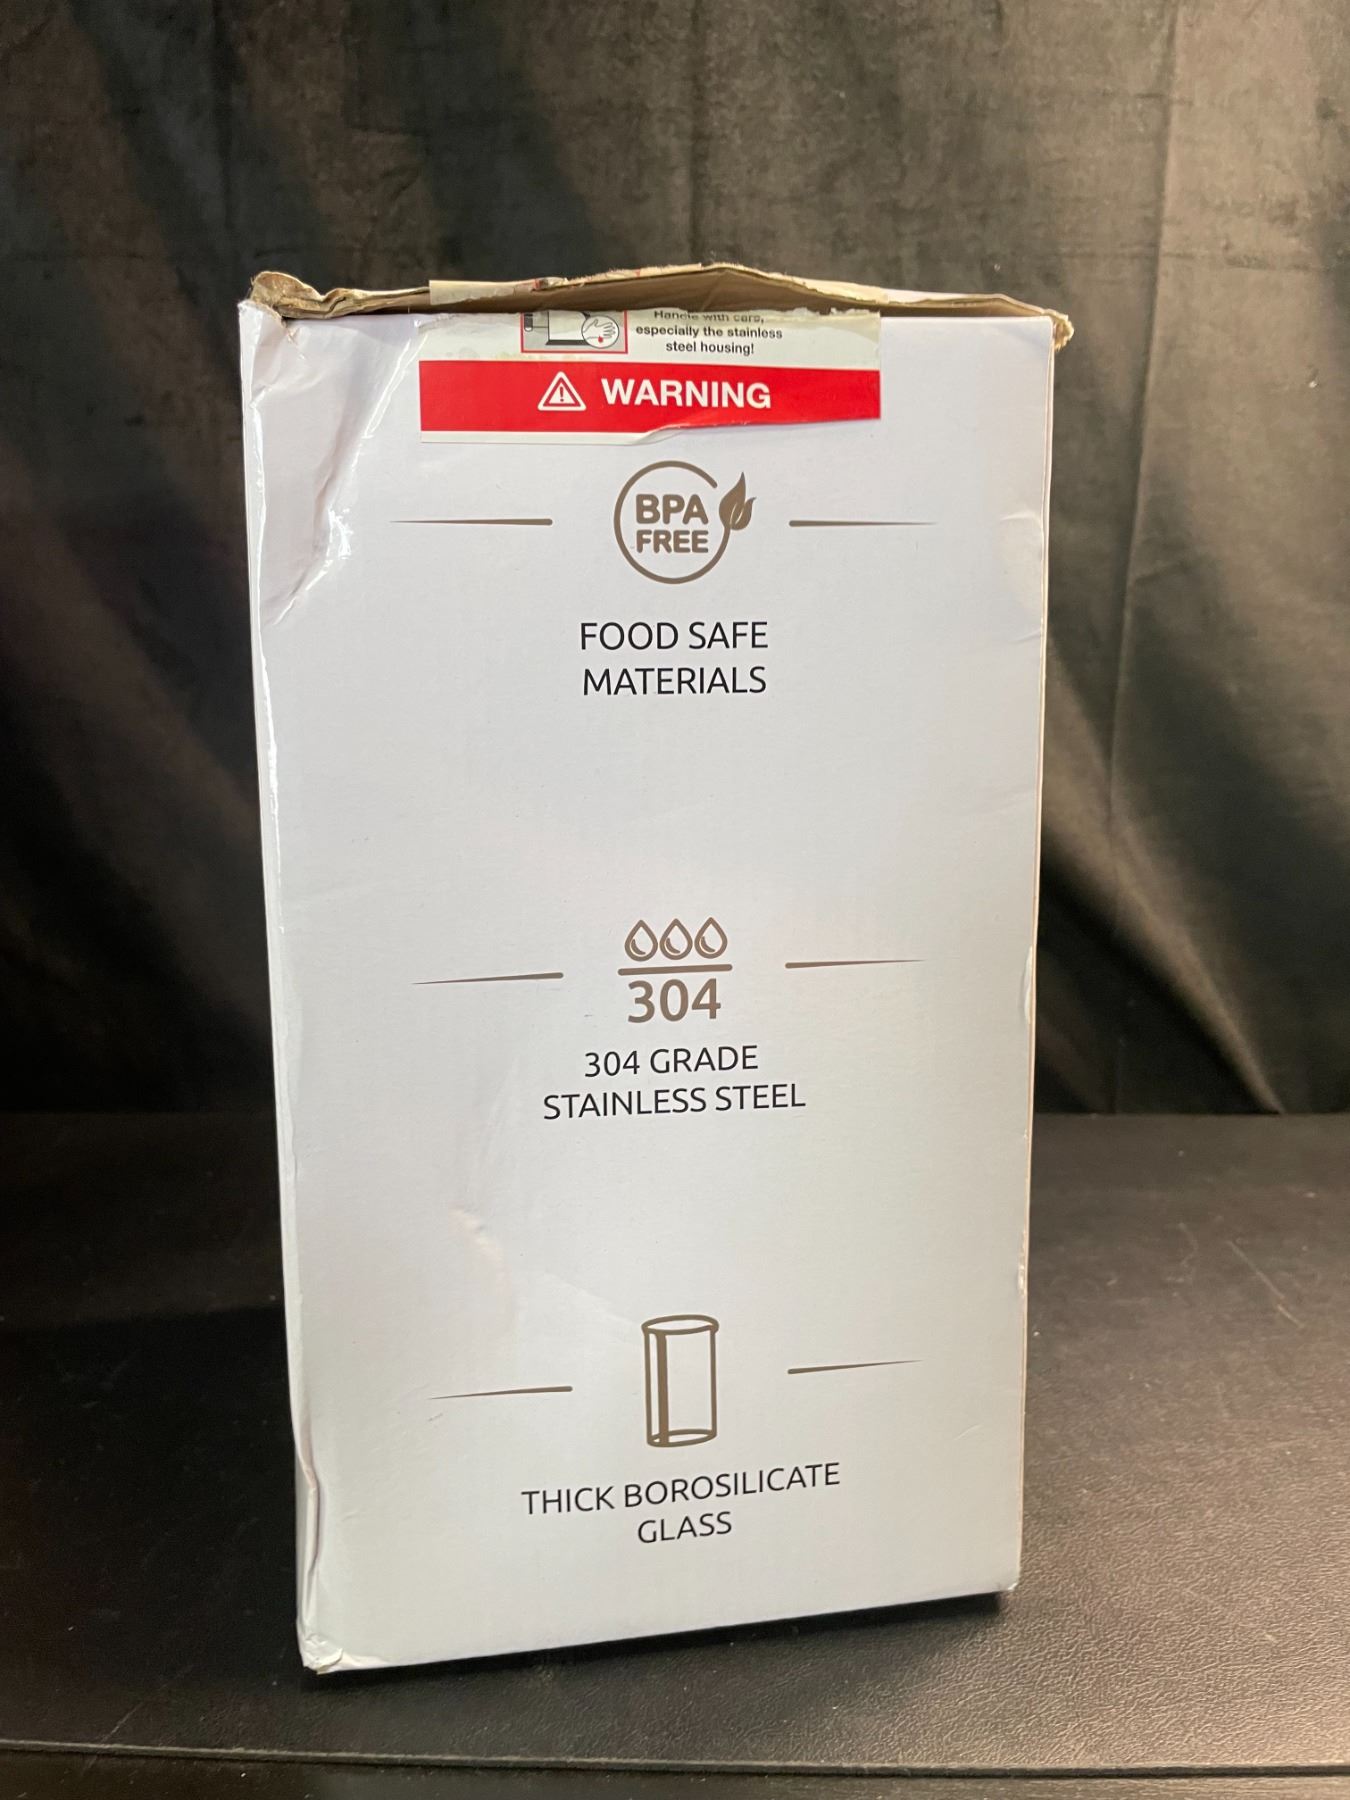 Handle with care,
especially the stainless
steel housing!
WARNING
BPA
FREE
FOOD SAFE
MATERIALS
304
304 GRADE
STAINLESS STEEL
THICK BOROSILICATE
GLASS